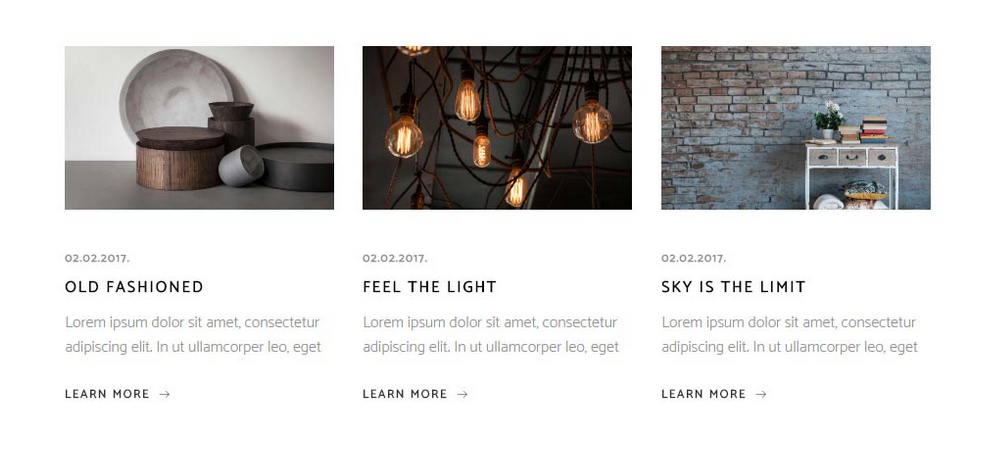 02.02.2017.
OLD FASHIONED
Lorem ipsum dolor sit amet, consectetur
adipiscing elit. In ut ullamcorper leo, eget
LEARN MORE →
02.02.2017.
FEEL THE LIGHT
Lorem ipsum dolor sit amet, consectetur
adipiscing elit. In ut ullamcorper leo, eget
LEARN MORE →
02.02.2017.
SKY IS THE LIMIT
Lorem ipsum dolor sit amet, consectetur
adipiscing elit. In ut ullamcorper leo, eget
LEARN MORE →